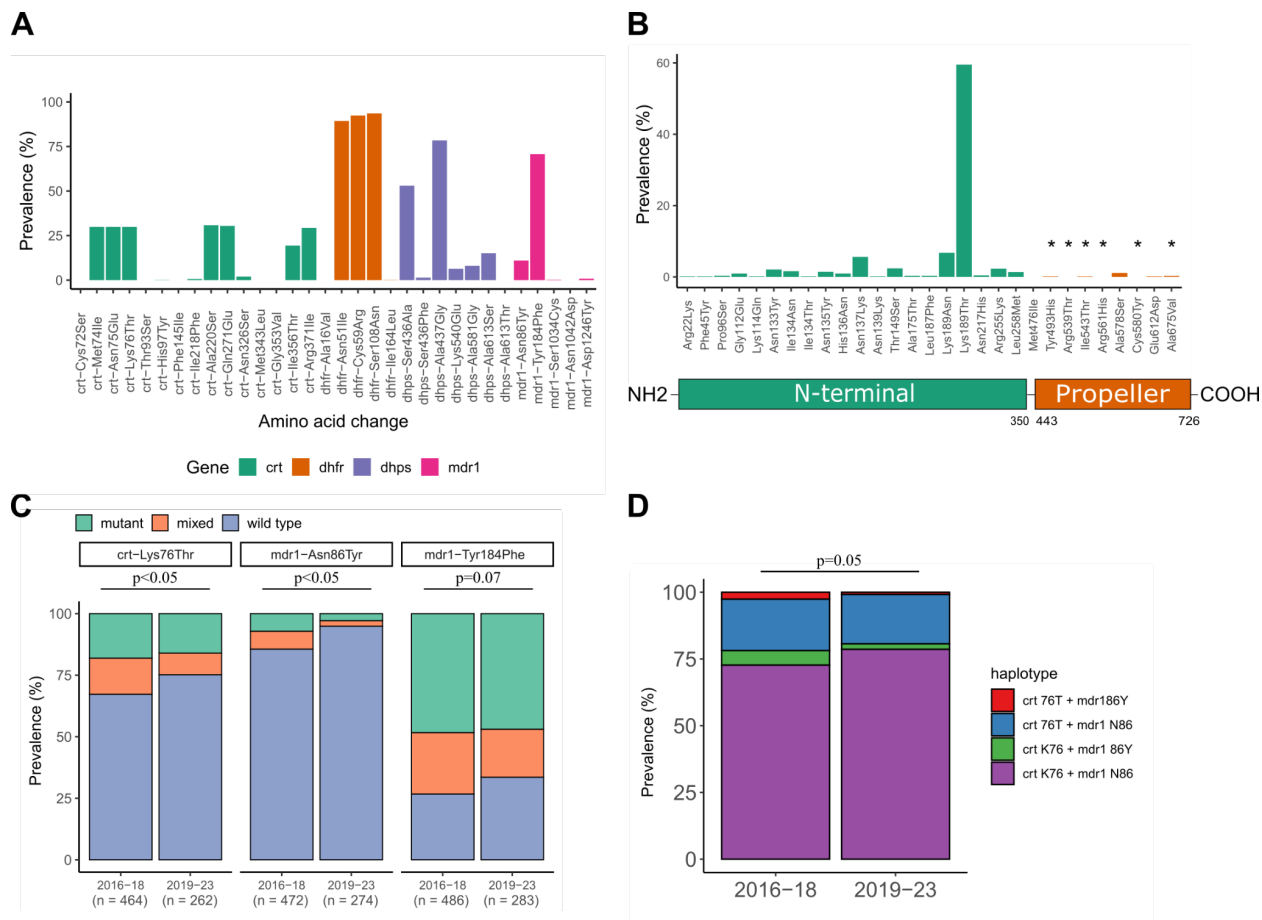 A
Prevalence (%)
100
75
50
25
0
crt−Cys72Ser
crt−Met74Ile
crt−Asn75Glu
crt−Lys76Thr
crt−Thr93Ser
crt−His97Tyr
crt−Phe145Ile
crt−Ile218Phe
crt−Ala220Ser
crt−Gln271Glu
crt−Asn326Ser
crt−Met343Leu
crt−Gly353Val
crt−Ile356Thr
crt−Arg371Ile
dhfr−Ala16Val
dhfr−Asn51Ile
dhfr−Cys59Arg
dhfr−Ser108Asn
dhfr−Ile164Leu
dhps−Ser436Ala
dhps−Ser436Phe
dhps−Ala437Gly
dhps−Lys540Glu
dhps−Ala581Gly
dhps−Ala613Ser
dhps−Ala613Thr
mdr1−Asn86Tyr
mdr1−Tyr184Phe
mdr1−Ser1034Cys
mdr1−Asn1042Asp
mdr1−Asp1246Tyr
Amino acid change
Gene crt dhfr dhps mdr1
B
Prevalence (%)
60
40
20
0
* * * * * *
Arg22Lys
Phe45Tyr
Pro96Ser
Gly112Glu
Lys114Gln
Asn133Tyr
Ile134Asn
Ile134Thr
Asn135Tyr
His136Asn
Asn137Lys
Asn139Lys
Thr149Ser
Ala175Thr
Leu187Phe
Lys189Asn
Lys189Thr
Asn217His
Arg255Lys
Leu258Met
Met476Ile
Tyr493His
Arg539Thr
Ile543Thr
Arg561His
Ala578Ser
Cys580Tyr
Glu612Asp
Ala675Val
NH2 N-terminal Propeller COOH
350 443 726
C
mutant mixed wild type
crt−Lys76Thr mdr1−Asn86Tyr mdr1−Tyr184Phe
p<0.05 p<0.05 p=0.07
Prevalence (%)
100
75
50
25
0
2016−18 2019−23 2016−18 2019−23 2016−18 2019−23
(n = 464) (n = 262) (n = 472) (n = 274) (n = 486) (n = 283)
D
p=0.05
Prevalence (%)
100
75
50
25
0
2016−18 2019−23
haplotype
crt 76T + mdr186Y
crt 76T + mdr1 N86
crt K76 + mdr1 86Y
crt K76 + mdr1 N86